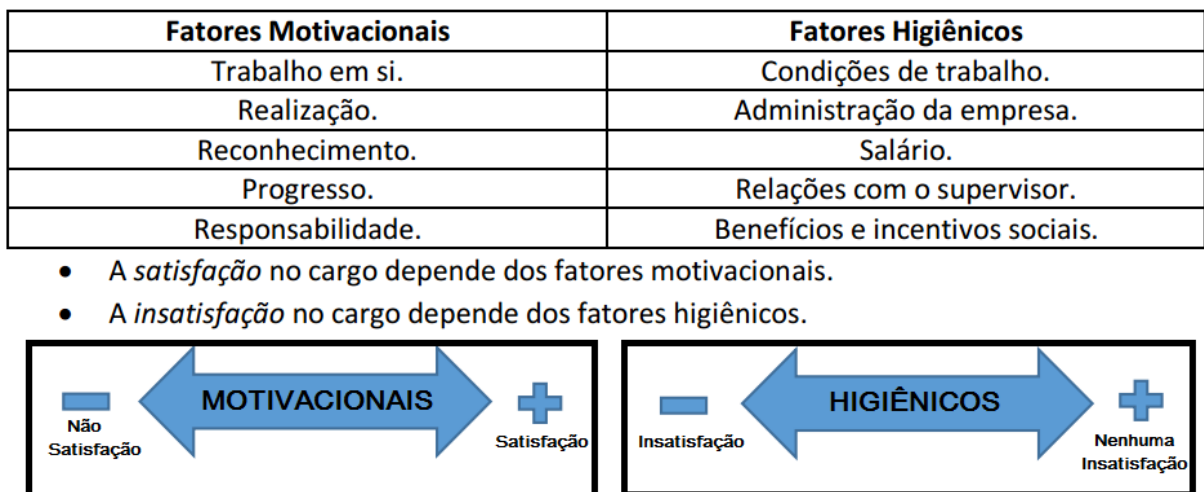 Fatores Motivacionais Fatores Higiênicos
Trabalho em si. Condições de trabalho.
Realização. Administração da empresa.
Reconhecimento. Salário.
Progresso. Relações com o supervisor.
Responsabilidade. Benefícios e incentivos sociais.
• A satisfação no cargo depende dos fatores motivacionais.
• A insatisfação no cargo depende dos fatores higiênicos.
MOTIVACIONAIS
Não
Satisfação
Satisfação
HIGIÊNICOS
Insatisfação
Nenhuma
Insatisfação